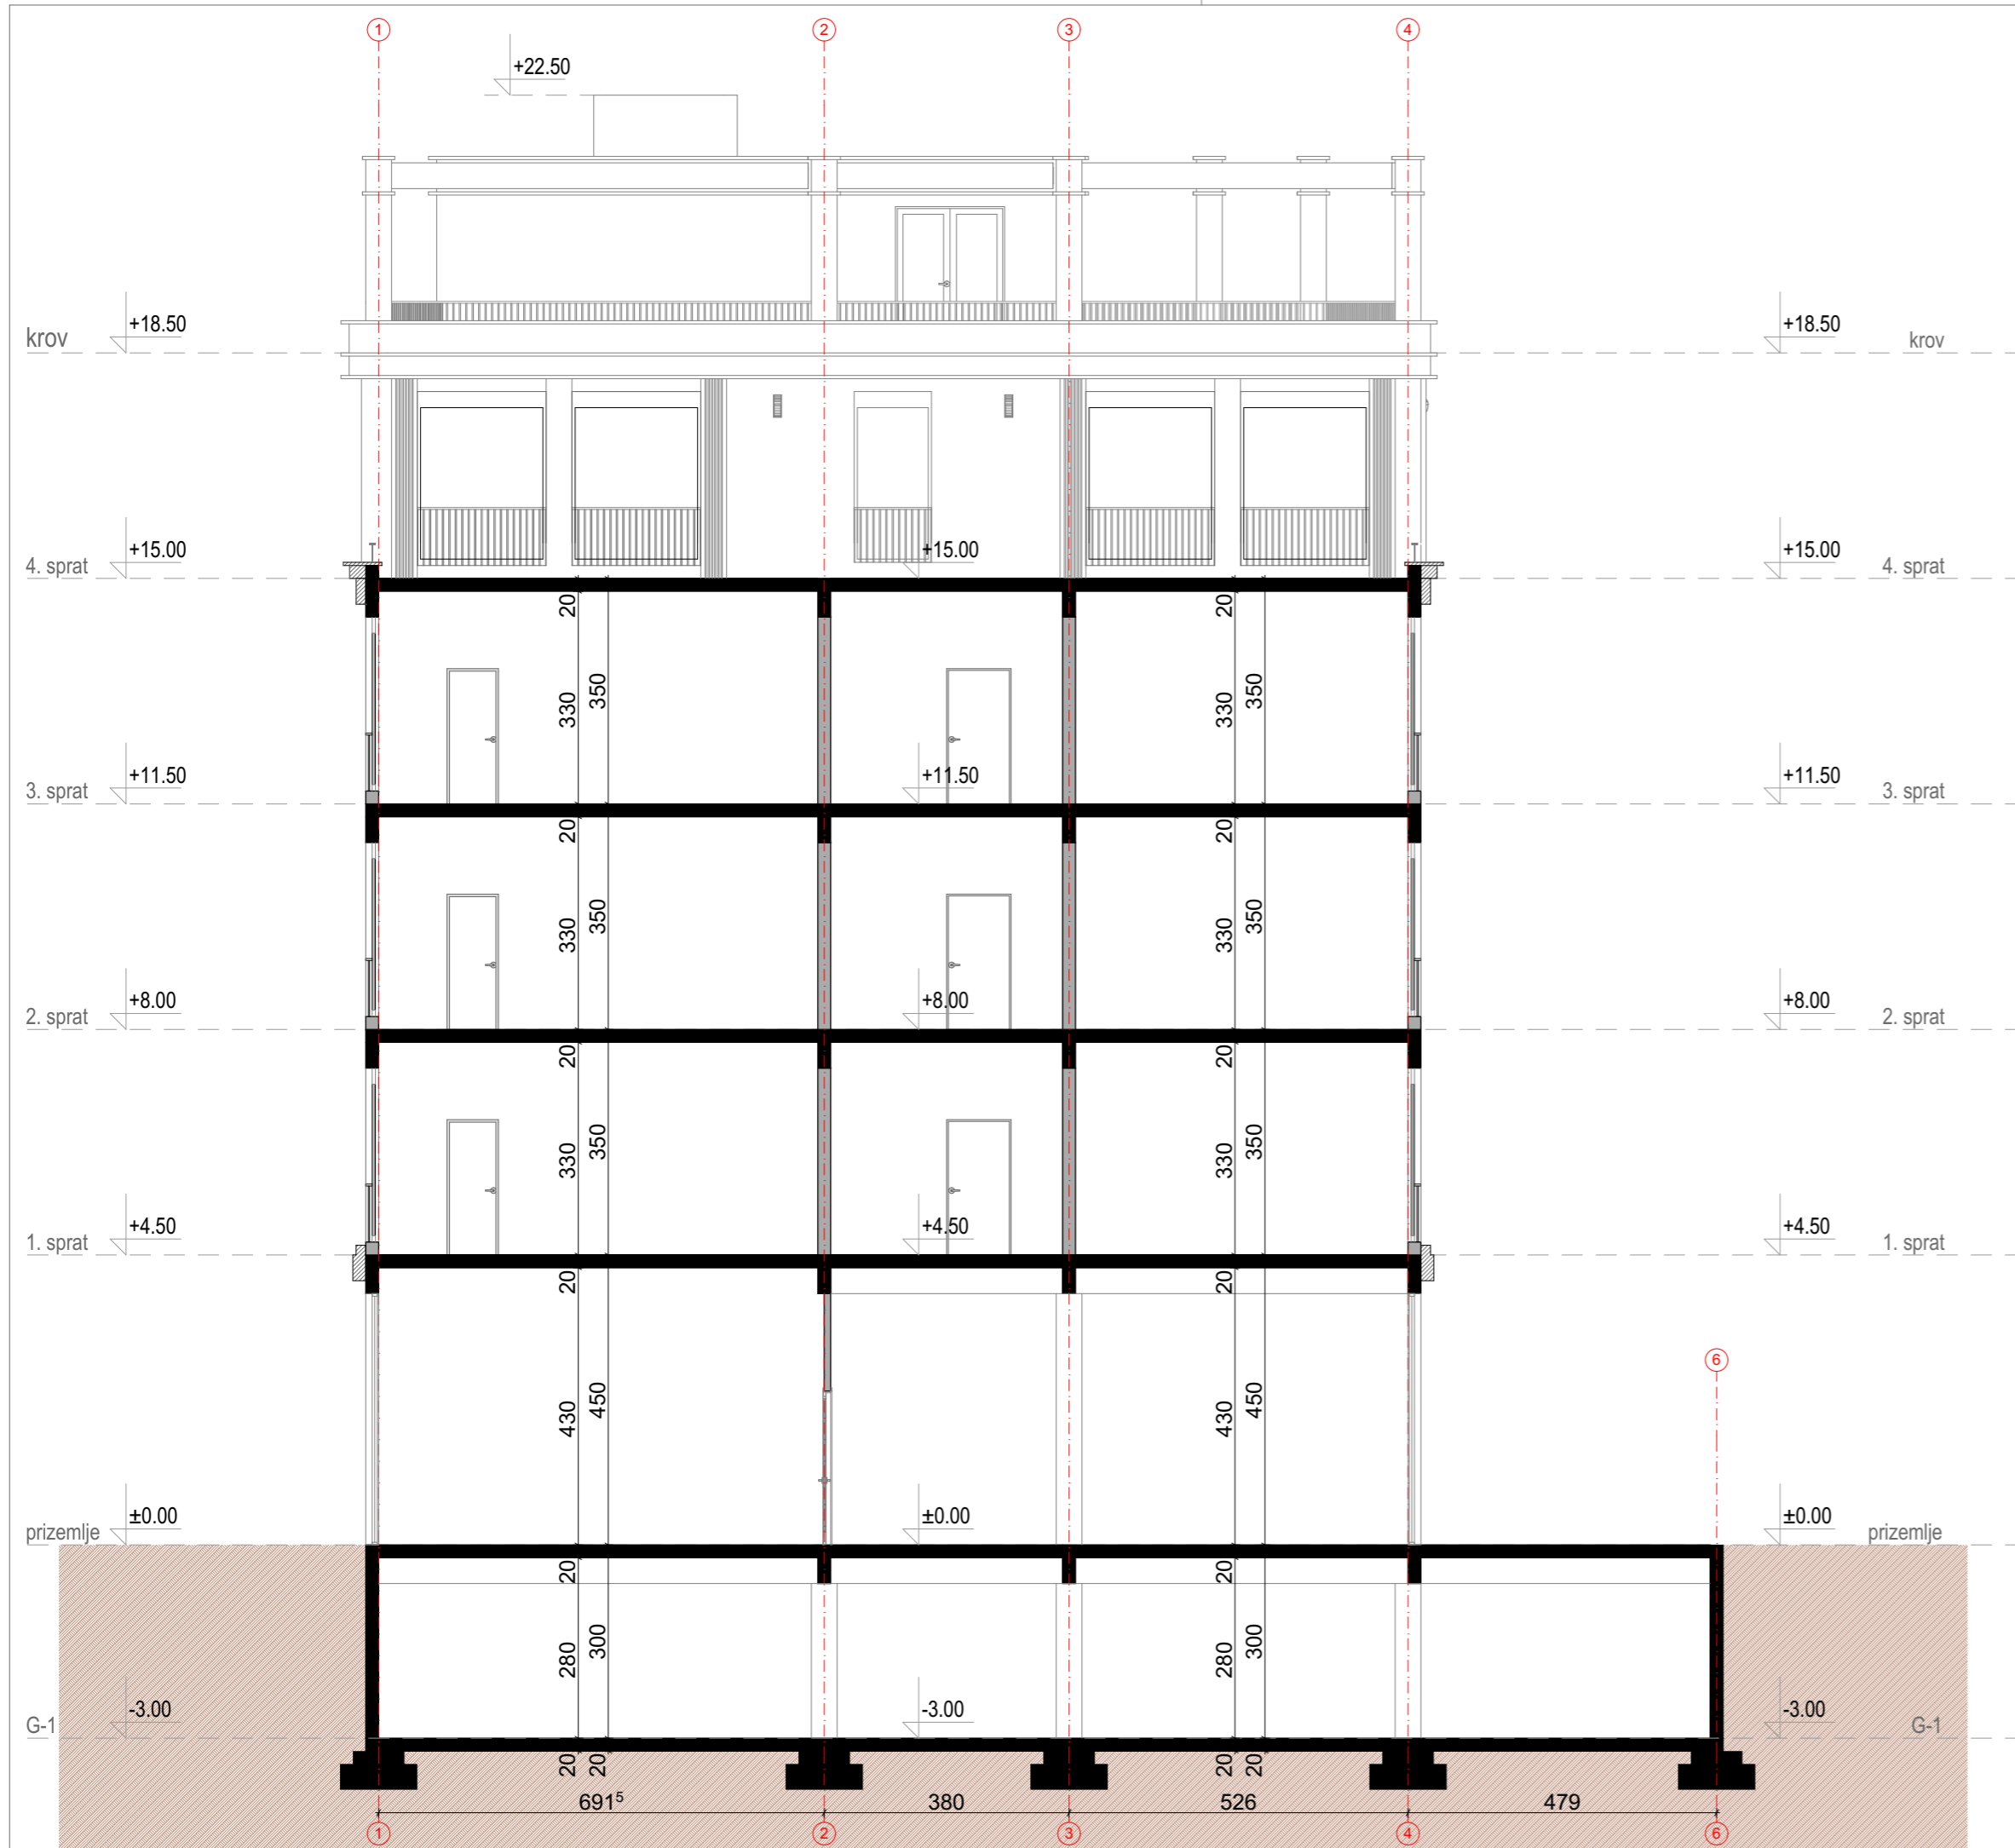 1 2 3 4
+22.50
krov +18.50 +18.50 krov
4. sprat +15.00 +15.00 +15.00 4. sprat
20 20
330 350 330 350
3. sprat +11.50 +11.50 +11.50 3. sprat
20 20
330 350 330 350
2. sprat +8.00 +8.00 +8.00 2. sprat
20 20
330 350 330 350
1. sprat +4.50 +4.50 +4.50 1. sprat
20 20
6
430 450 430 450
prizemlje ±0.00 ±0.00 ±0.00 prizemlje
20 20
280 300 280 300
G-1 -3.00 -3.00 -3.00 G-1
20 20 20 20
691⁵ 380 526 479
1 2 3 4 6